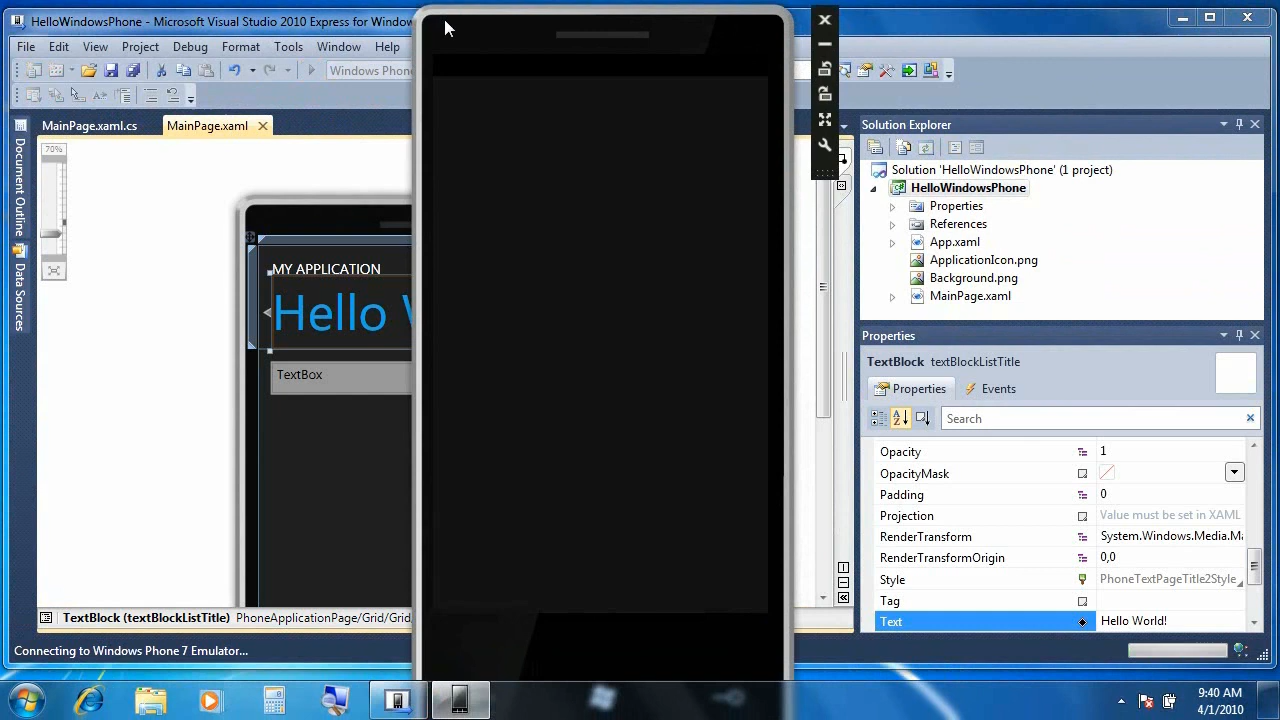 HelloWindowsPhone - Microsoft Visual Studio 2010 Express for Window
File Edit View Project Debug Format Tools Window Help
Windows Phone
MainPage.xaml.cs MainPage.xaml
Document Outline
Data Sources
70%
MY APPLICATION
Hello
TextBox
TextBlock (textBlockListTitle) PhoneApplicationPage/Grid/Grid
Connecting to Windows Phone 7 Emulator...
Solution Explorer
Solution 'HelloWindowsPhone' (1 project)
HelloWindowsPhone
Properties
References
App.xaml
ApplicationIcon.png
Background.png
MainPage.xaml
Properties
TextBlock textBlockListTitle
Properties Events
Search
Opacity 1
OpacityMask
Padding 0
Projection Value must be set in XAML
RenderTransform System.Windows.Media.Ma
RenderTransformOrigin 0,0
Style PhoneTextPageTitle2Style
Tag
Text Hello World!
9:40 AM
4/1/2010